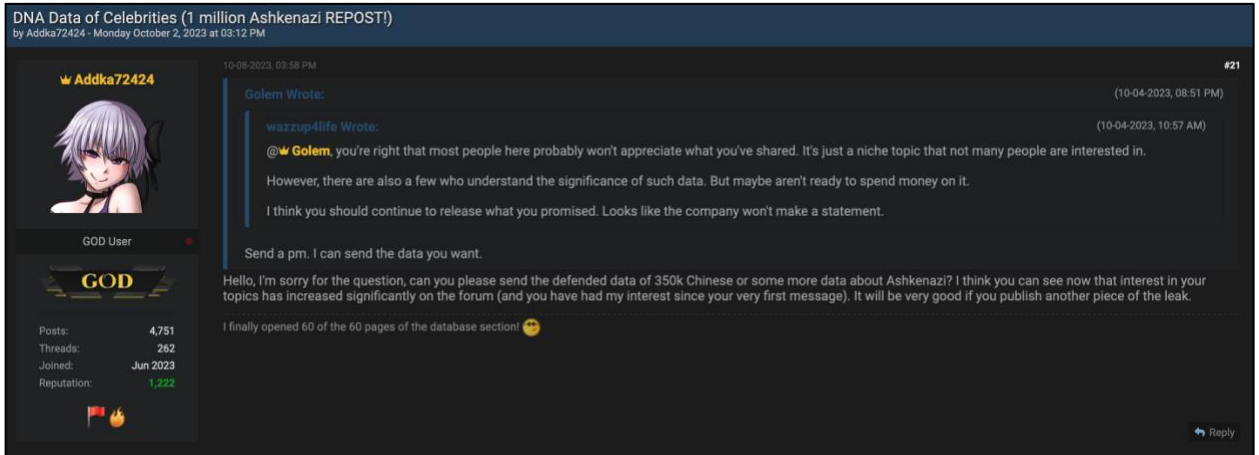 DNA Data of Celebrities (1 million Ashkenazi REPOST!)
by Addka72424 - Monday October 2, 2023 at 03:12 PM
Addka72424
GOD User
GOD
Posts: 4,751
Threads: 262
Joined: Jun 2023
Reputation: 1,222
10-08-2023, 03:58 PM
#21
Golem Wrote: (10-04-2023, 08:51 PM)
wazzup4life Wrote: (10-04-2023, 10:57 AM)
@Golem, you're right that most people here probably won't appreciate what you've shared. It's just a niche topic that not many people are interested in.
However, there are also a few who understand the significance of such data. But maybe aren't ready to spend money on it.
I think you should continue to release what you promised. Looks like the company won't make a statement.
Send a pm. I can send the data you want.
Hello, I'm sorry for the question, can you please send the defended data of 350k Chinese or some more data about Ashkenazi? I think you can see now that interest in your
topics has increased significantly on the forum (and you have had my interest since your very first message). It will be very good if you publish another piece of the leak.
I finally opened 60 of the 60 pages of the database section!
Reply